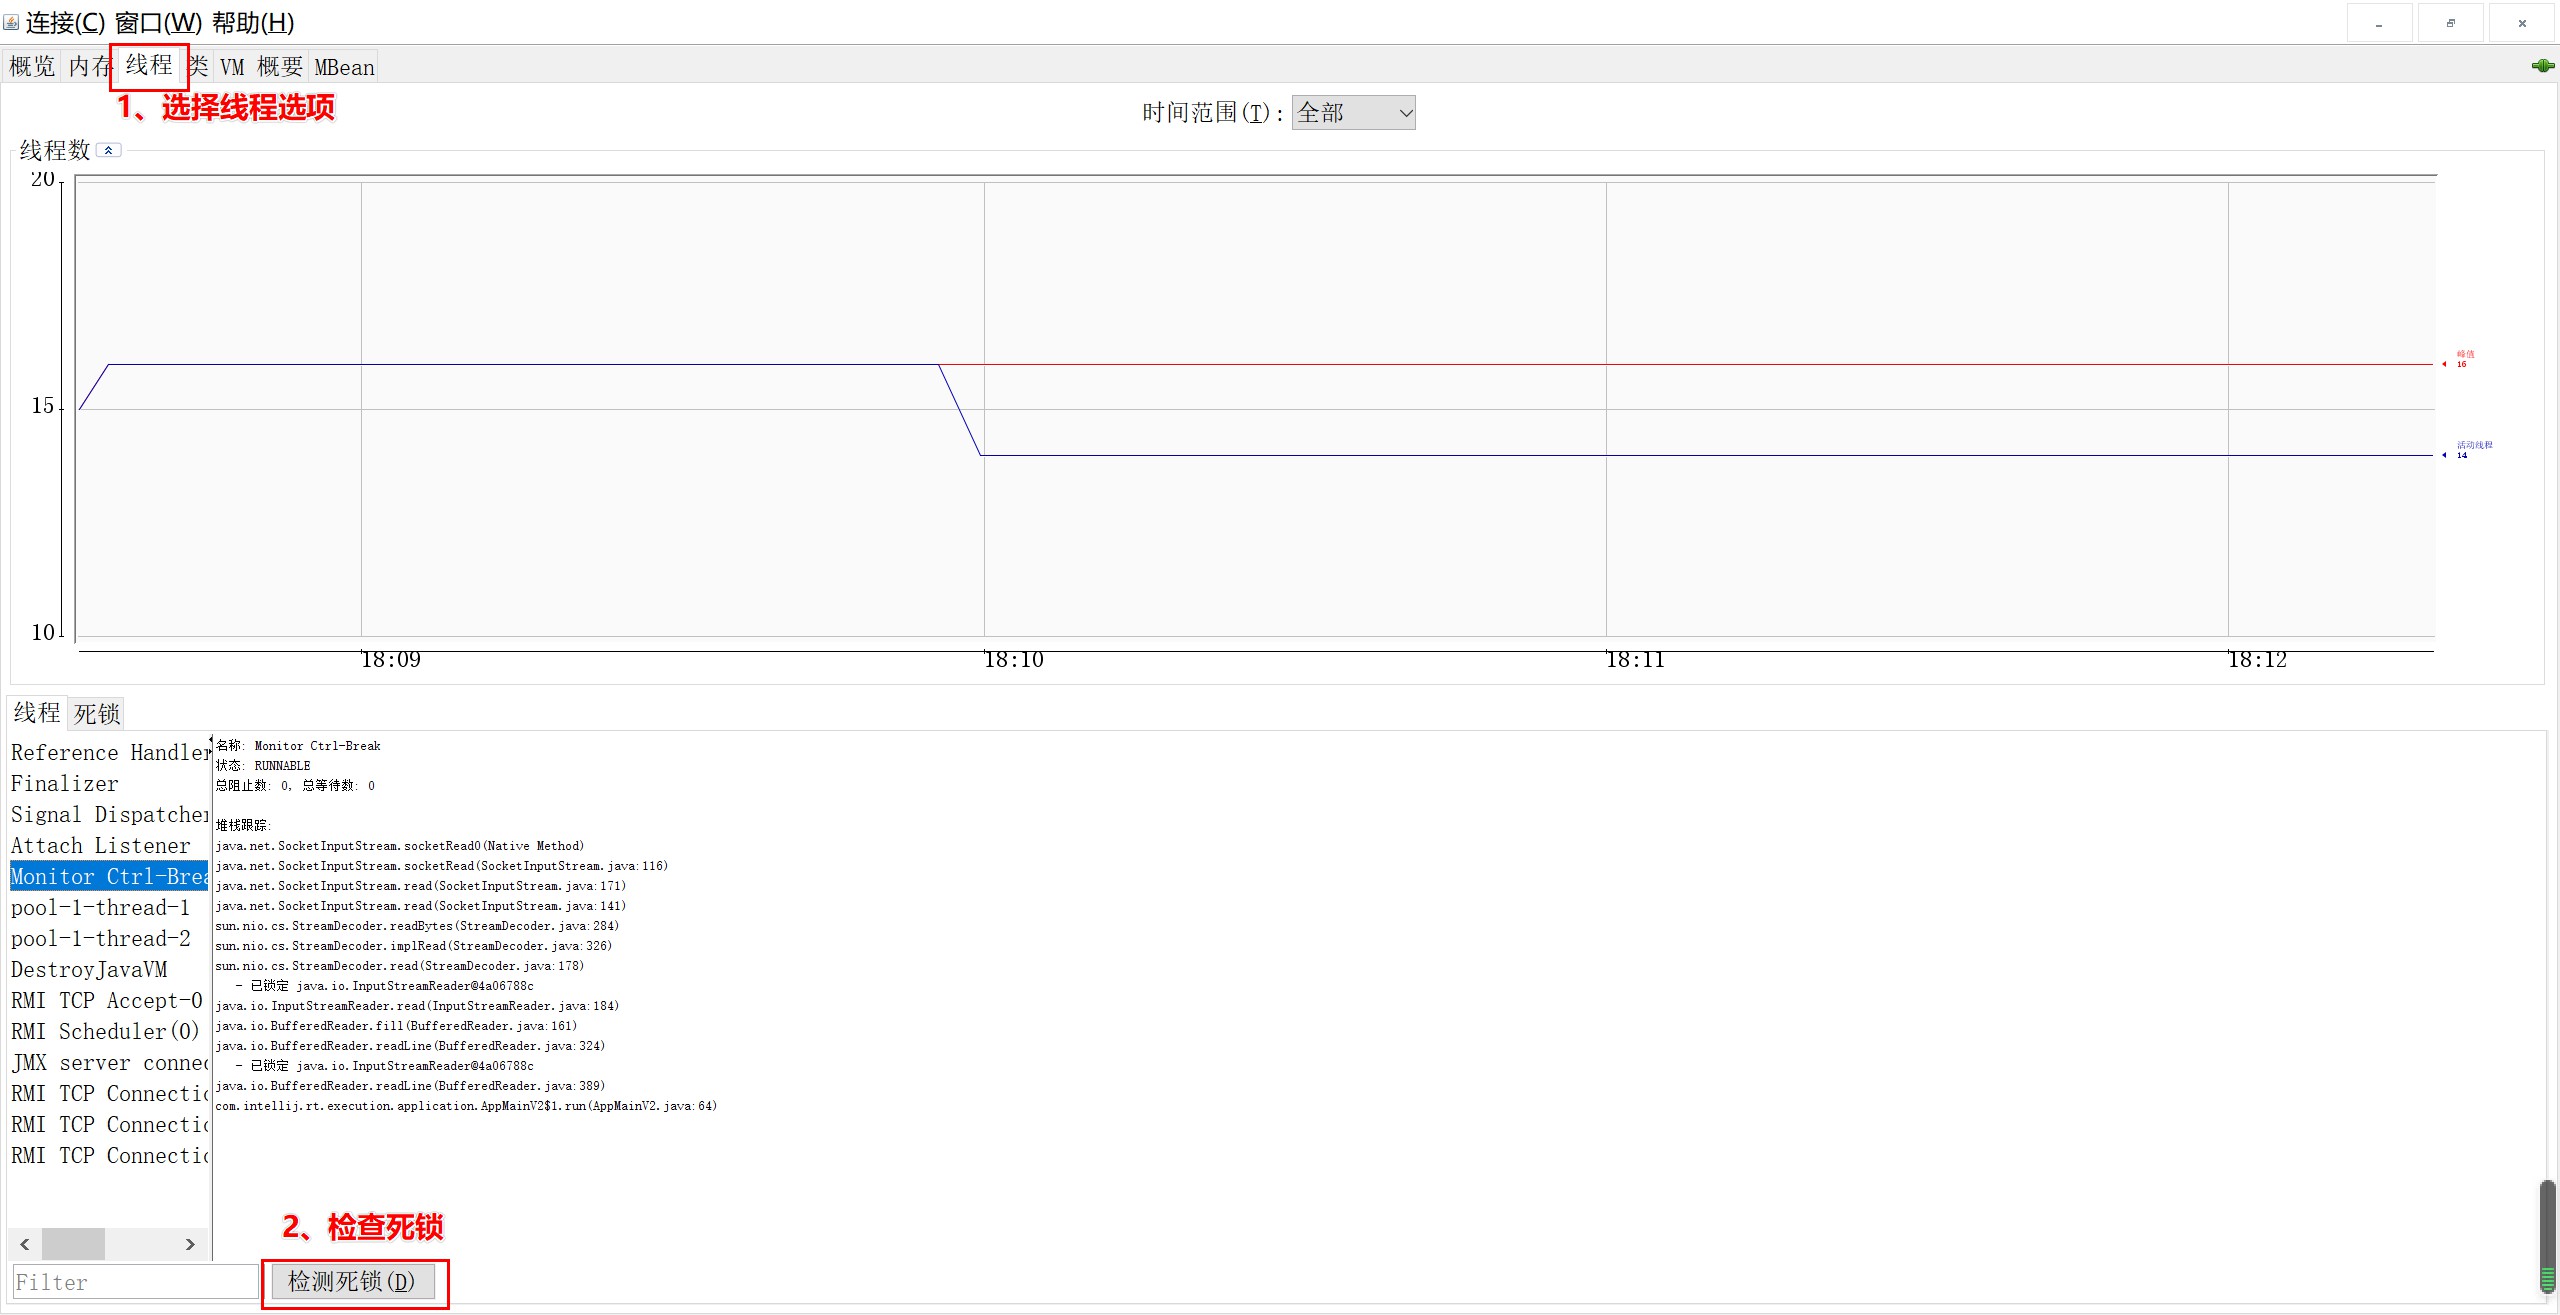 连接(C) 窗口(W) 帮助(H)
概览 内存 线程 类 VM 概要 MBean
1、选择线程选项
时间范围(T): 全部
线程数
20
15
10
峰值
16
活动线程
14
18:09 18:10 18:11 18:12
线程 死锁
Reference Handler
Finalizer
Signal Dispatcher
Attach Listener
Monitor Ctrl-Brea
pool-1-thread-1
pool-1-thread-2
DestroyJavaVM
RMI TCP Accept-0
RMI Scheduler(0)
JMX server connec
RMI TCP Connectic
RMI TCP Connectic
RMI TCP Connectic
名称: Monitor Ctrl-Break
状态: RUNNABLE
总阻止数: 0, 总等待数: 0
堆栈跟踪:
java.net.SocketInputStream.socketRead0(Native Method)
java.net.SocketInputStream.socketRead(SocketInputStream.java:116)
java.net.SocketInputStream.read(SocketInputStream.java:171)
java.net.SocketInputStream.read(SocketInputStream.java:141)
sun.nio.cs.StreamDecoder.readBytes(StreamDecoder.java:284)
sun.nio.cs.StreamDecoder.implRead(StreamDecoder.java:326)
sun.nio.cs.StreamDecoder.read(StreamDecoder.java:178)
- 已锁定 java.io.InputStreamReader@4a06788c
java.io.InputStreamReader.read(InputStreamReader.java:184)
java.io.BufferedReader.fill(BufferedReader.java:161)
java.io.BufferedReader.readLine(BufferedReader.java:324)
- 已锁定 java.io.InputStreamReader@4a06788c
java.io.BufferedReader.readLine(BufferedReader.java:389)
com.intellij.rt.execution.application.AppMainV2$1.run(AppMainV2.java:64)
2、检查死锁
Filter
检测死锁(D)